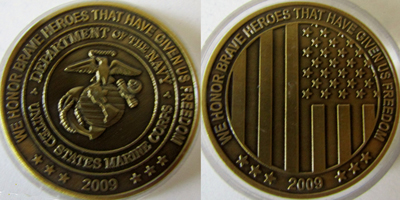 WE HONOR BRAVE HEROES THAT HAVE GIVEN US FREEDOM
DEPARTMENT OF THE NAVY
UNITED STATES MARINE CORPS
2009
WE HONOR BRAVE HEROES THAT HAVE GIVEN US FREEDOM
2009